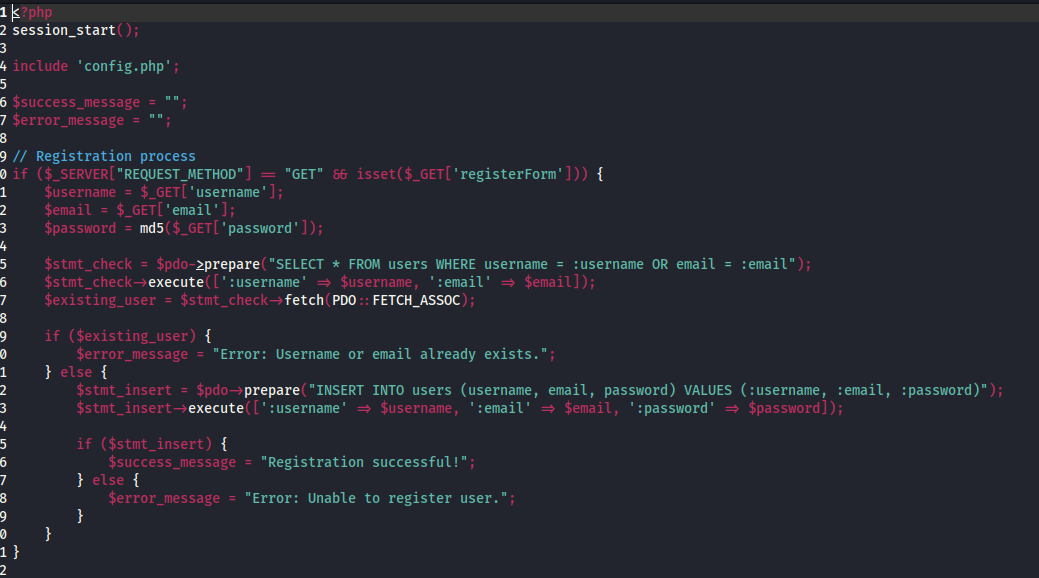 1 <?php
2 session_start();
3
4 include 'config.php';
5
6 $success_message = "";
7 $error_message = "";
8
9 // Registration process
0 if ($_SERVER["REQUEST_METHOD"] == "GET" && isset($_GET['registerForm'])) {
1     $username = $_GET['username'];
2     $email = $_GET['email'];
3     $password = md5($_GET['password']);
4
5     $stmt_check = $pdo->prepare("SELECT * FROM users WHERE username = :username OR email = :email");
6     $stmt_check->execute([':username' => $username, ':email' => $email]);
7     $existing_user = $stmt_check->fetch(PDO::FETCH_ASSOC);
8
9     if ($existing_user) {
0         $error_message = "Error: Username or email already exists.";
1     } else {
2         $stmt_insert = $pdo->prepare("INSERT INTO users (username, email, password) VALUES (:username, :email, :password)");
3         $stmt_insert->execute([':username' => $username, ':email' => $email, ':password' => $password]);
4
5         if ($stmt_insert) {
6             $success_message = "Registration successful!";
7         } else {
8             $error_message = "Error: Unable to register user.";
9         }
0     }
1 }
2